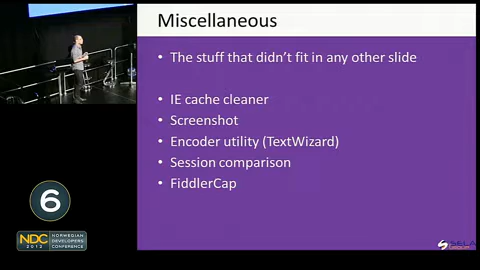 Miscellaneous
• The stuff that didn't fit in any other slide
• IE cache cleaner
• Screenshot
• Encoder utility (TextWizard)
• Session comparison
• FiddlerCap
6
NDC
2012
NORWEGIAN
DEVELOPERS
CONFERENCE
SELA